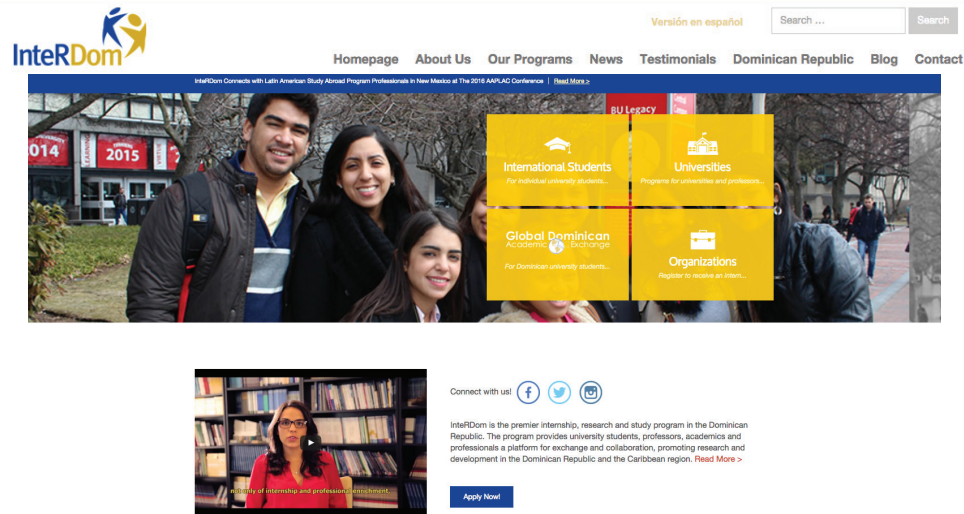 InteRDom
Versión en español
Search ...
Search
Homepage About Us Our Programs News Testimonials Dominican Republic Blog Contact
InteRDom Connects with Latin American Study Abroad Program Professionals in New Mexico at The 2016 AAPLAC Conference | Read More >
014
2015
BU Legacy
International Students
For individual university students...
Universities
Programs for universities and professors...
Global Dominican
Academic Exchange
For Dominican university students...
Organizations
Register to receive an intern...
not only of internship and professional enrichment,
Connect with us!
InteRDom is the premier internship, research and study program in the Dominican
Republic. The program provides university students, professors, academics and
professionals a platform for exchange and collaboration, promoting research and
development in the Dominican Republic and the Caribbean region. Read More >
Apply Now!